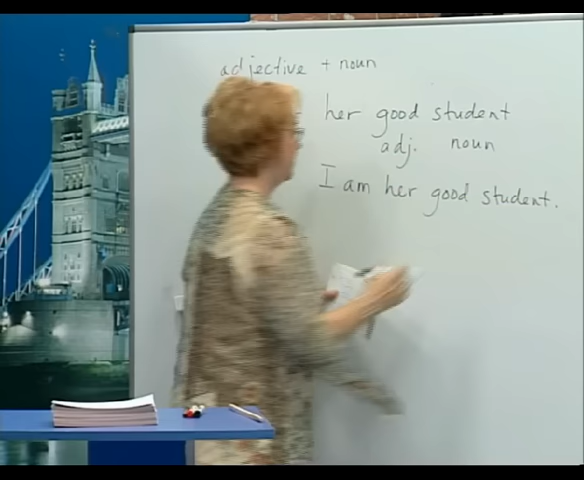 adjective + noun
her good student
adj. noun
I am her good student.